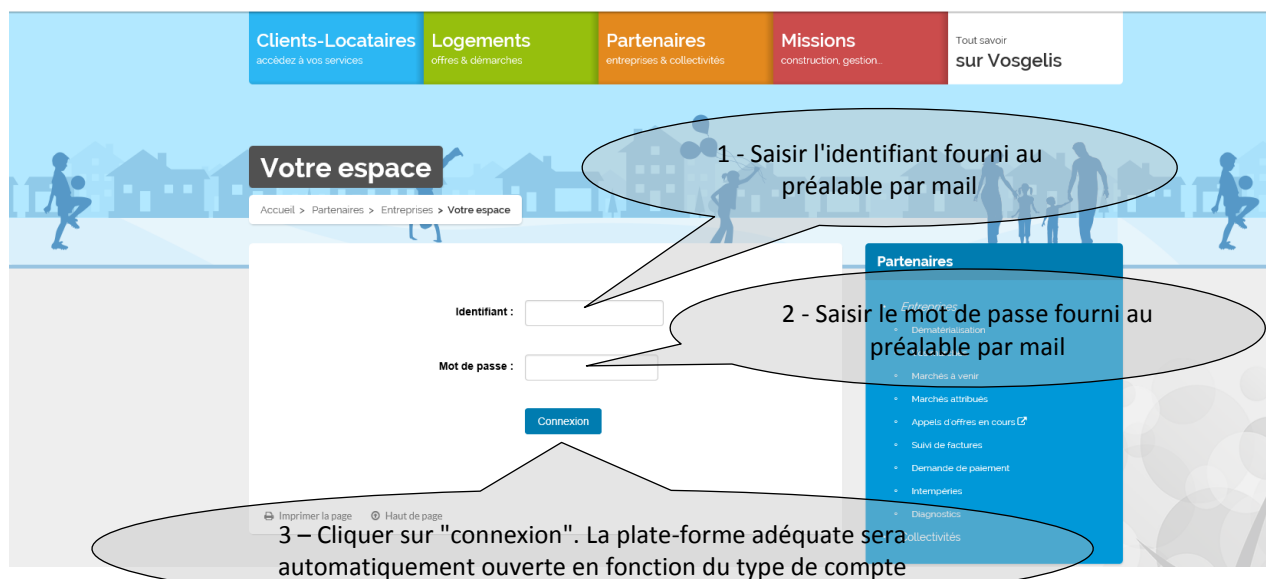 Clients-Locataires
accédez à vos services
Logements
offres & démarches
Partenaires
entreprises & collectivités
Missions
construction, gestion...
Tout savoir
sur Vosgelis
Votre espace
Accueil > Partenaires > Entreprises > Votre espace
1 - Saisir l'identifiant fourni au
préalable par mail
Partenaires
Entreprises
Dématérialisation
Marchés à venir
Marchés attribués
Appels d'offres en cours
Suivi de factures
Demande de paiement
Intempéries
Diagnostics
Collectivités
Identifiant :
2 - Saisir le mot de passe fourni au
préalable par mail
Mot de passe :
Connexion
Imprimer la page
Haut de page
3 – Cliquer sur "connexion". La plate-forme adéquate sera
automatiquement ouverte en fonction du type de compte